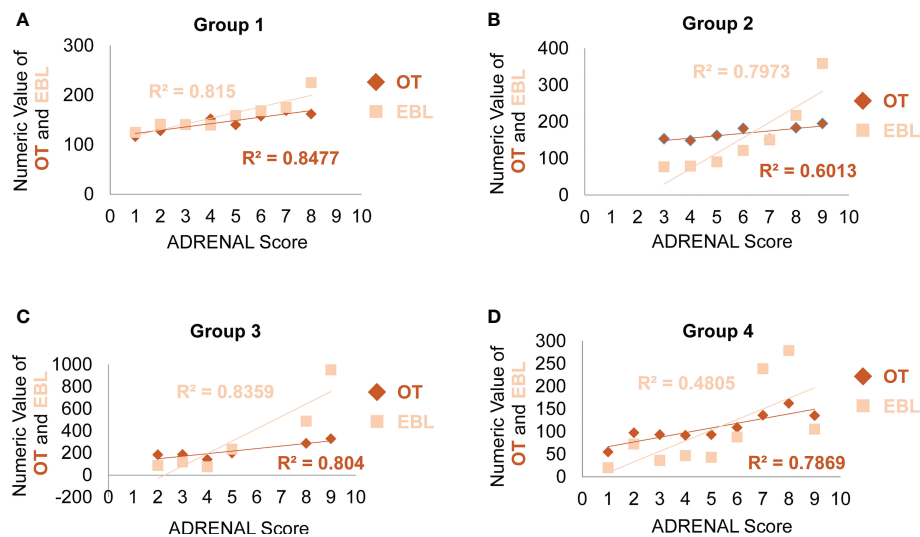 A
Group 1
Numeric Value of
OT and EBL
300
200
100
0
R² = 0.815
R² = 0.8477
OT
EBL
0 1 2 3 4 5 6 7 8 9 10
ADRENAL Score
B
Group 2
Numeric Value of
OT and EBL
400
300
200
100
0
R² = 0.7973
R² = 0.6013
OT
EBL
0 1 2 3 4 5 6 7 8 9 10
ADRENAL Score
C
Group 3
Numeric Value of
OT and EBL
1000
800
600
400
200
0
-200
R² = 0.8359
R² = 0.804
OT
EBL
0 1 2 3 4 5 6 7 8 9 10
ADRENAL Score
D
Group 4
Numeric Value of
OT and EBL
300
250
200
150
100
50
0
R² = 0.4805
R² = 0.7869
OT
EBL
0 1 2 3 4 5 6 7 8 9 10
ADRENAL Score